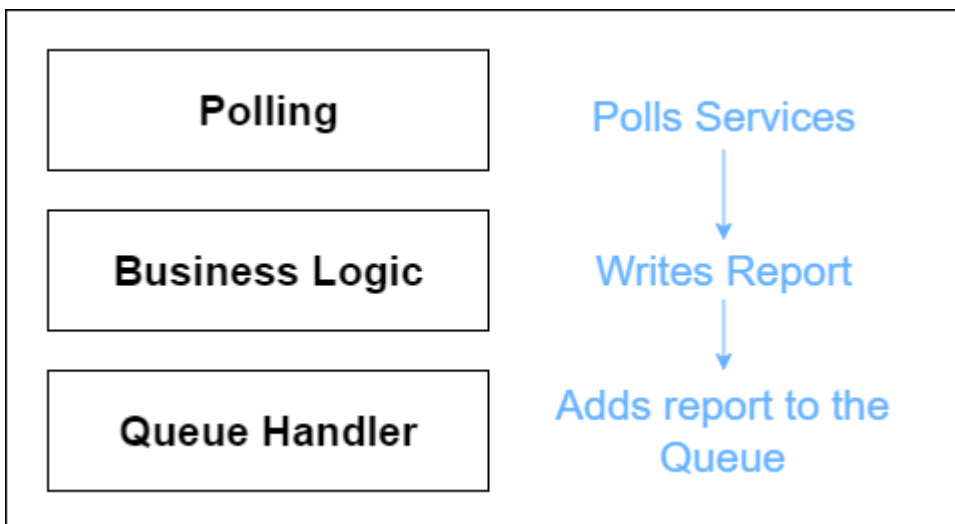 Polling
Polls Services
Business Logic
Writes Report
Queue Handler
Adds report to the
Queue